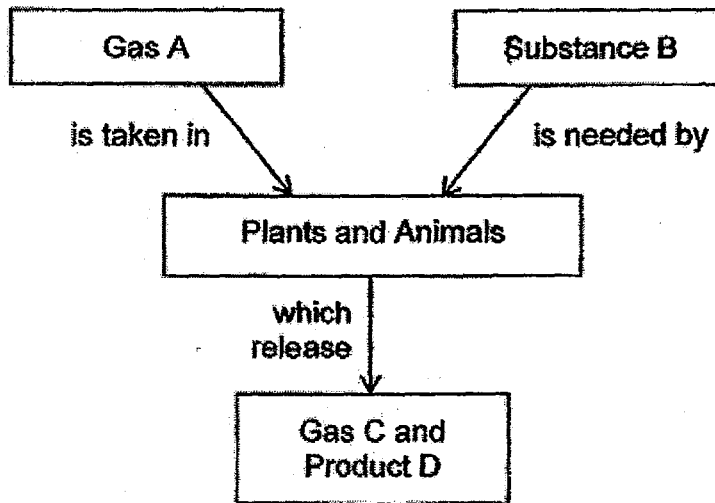 Gas A
Substance B
is taken in
is needed by
Plants and Animals
which
release
Gas C and
Product D